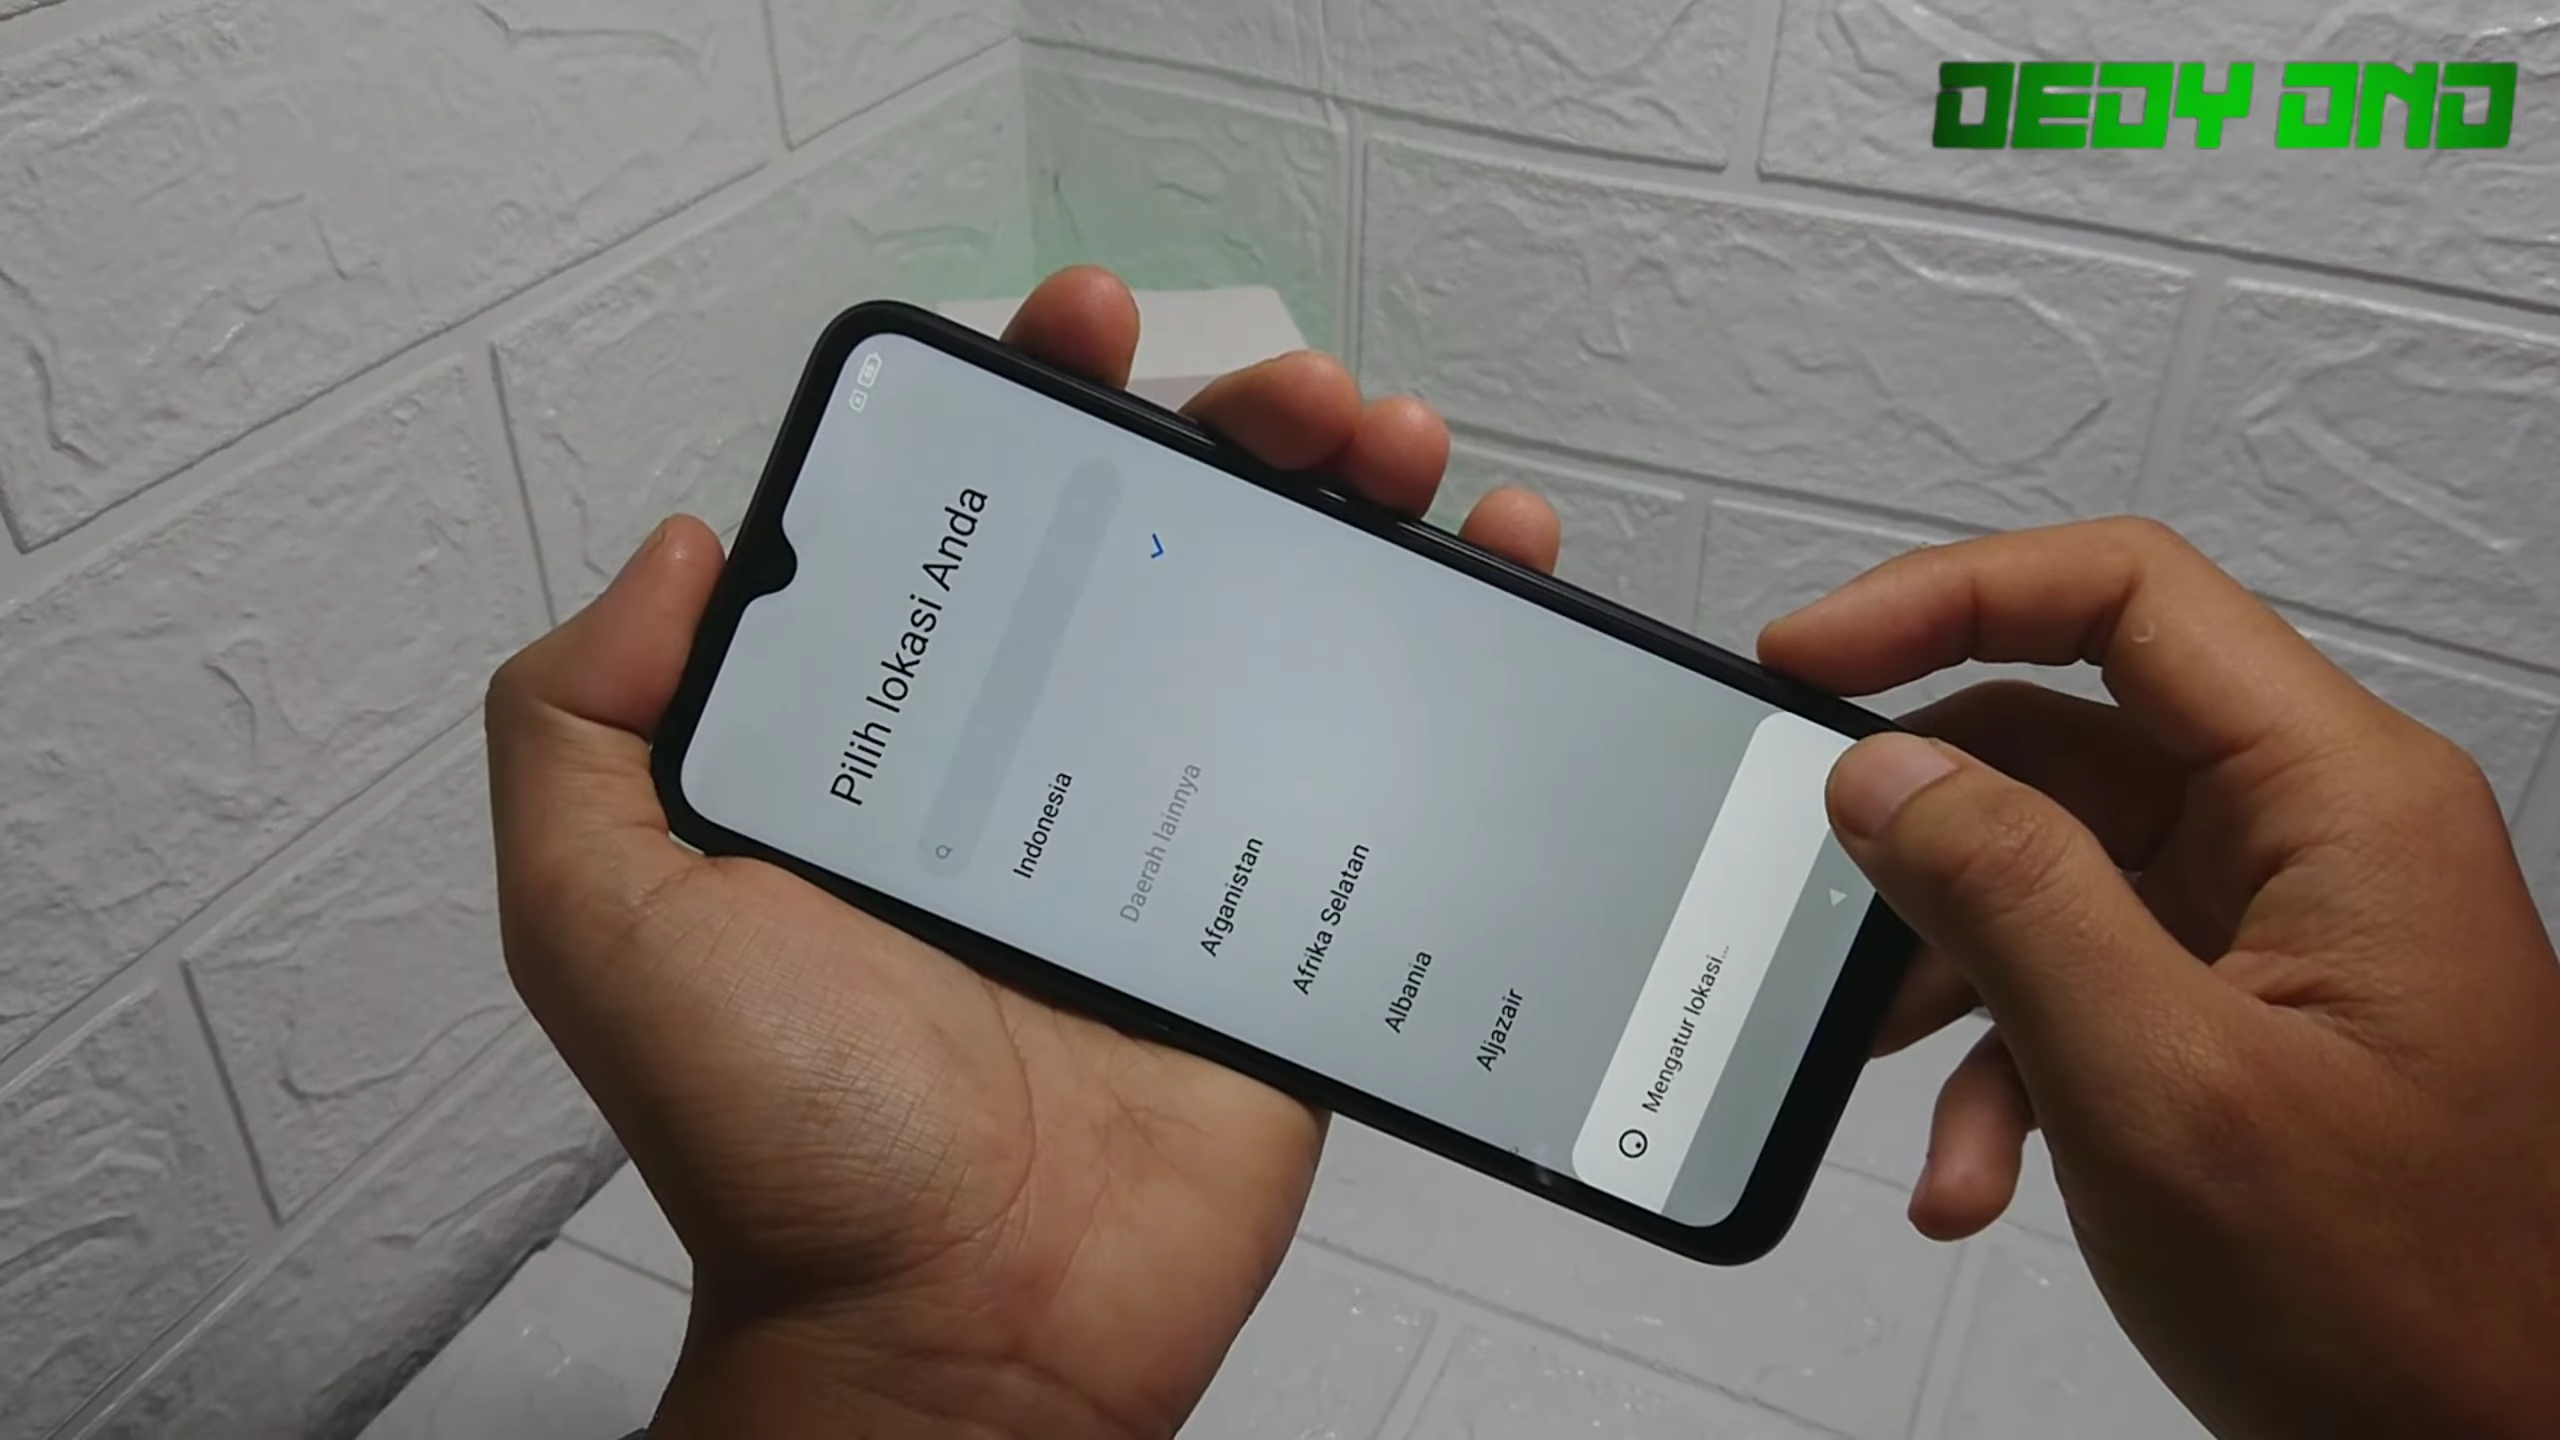 DEDY DND
Pilih lokasi Anda
Indonesia
Daerah lainnya
Afganistan
Afrika Selatan
Albania
Aljazair
Mengatur lokasi...